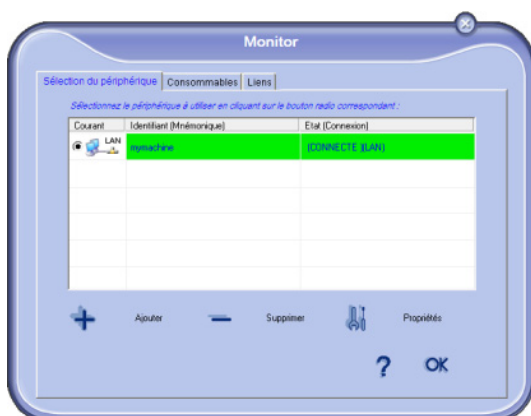 Monitor
Sélection du périphérique Consommables Liens
Sélectionnez le périphérique à utiliser en cliquant sur le bouton radio correspondant :
Courant Identifiant (Mnémonique) Etat (Connexion)
LAN mymachine (CONNECTE )(LAN)
Ajouter Supprimer Propriétés
? OK